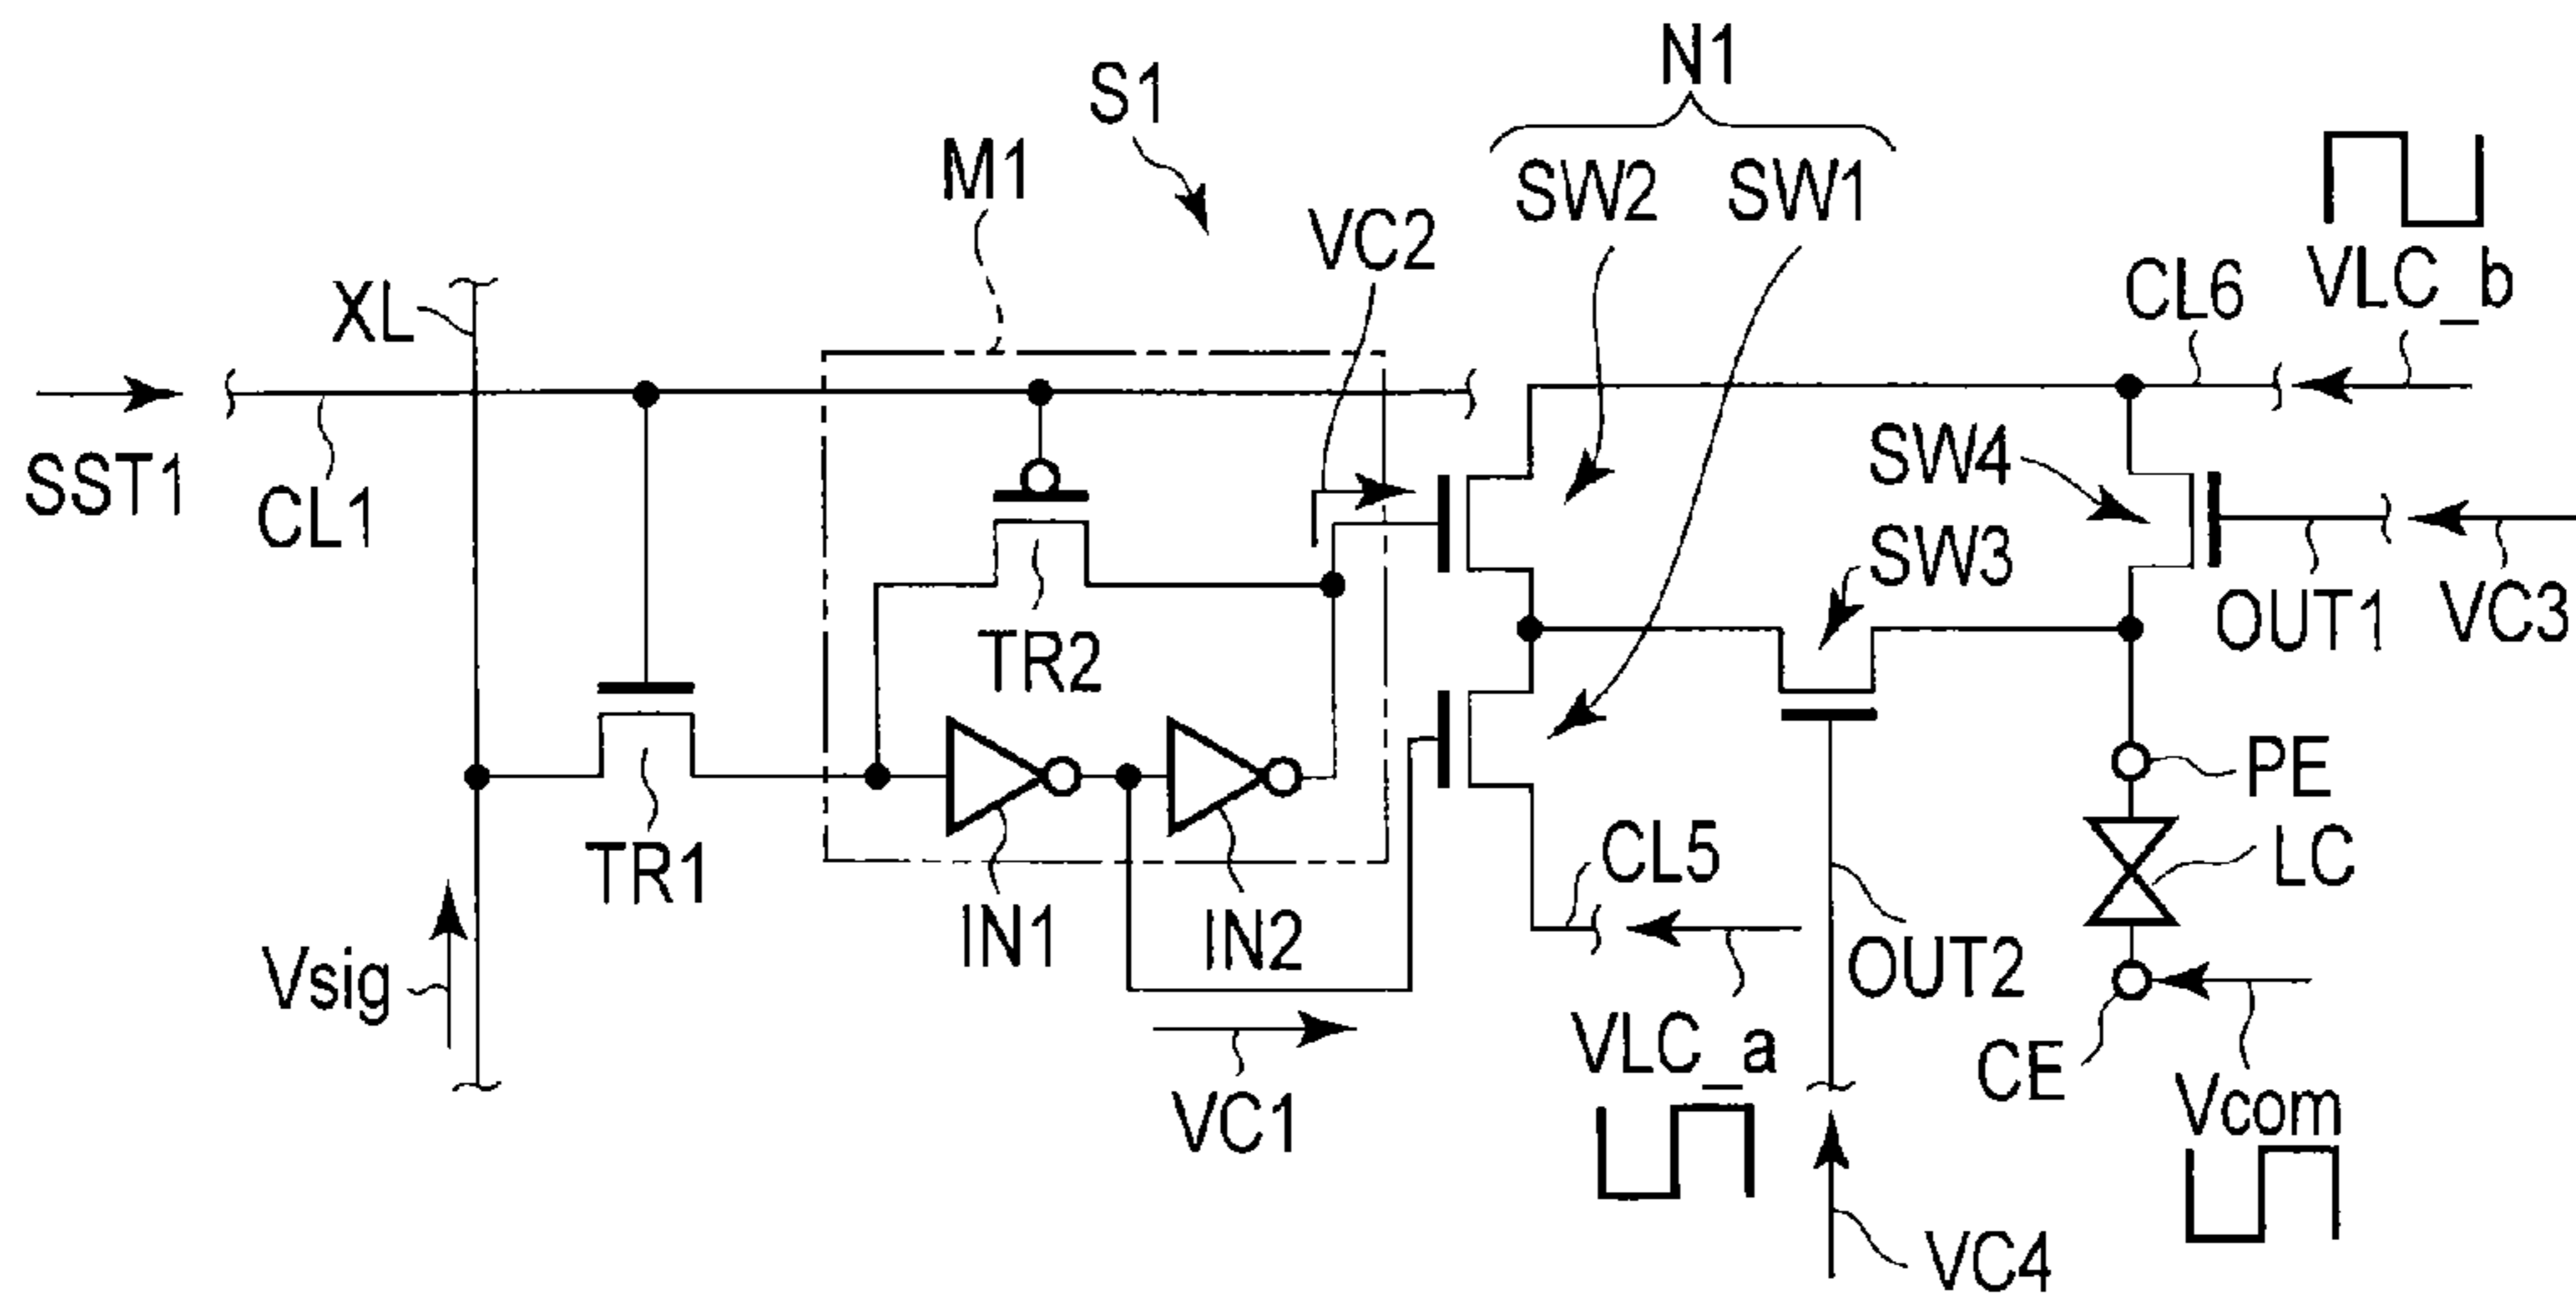 N1
S1
M1
SW2
SW1
VC2
XL
CL6
VLC_b
SST1
CL1
SW4
SW3
TR2
OUT1
VC3
PE
TR1
CL5
LC
IN1
IN2
Vsig
OUT2
VLC_a
CE
VC1
Vcom
VC4